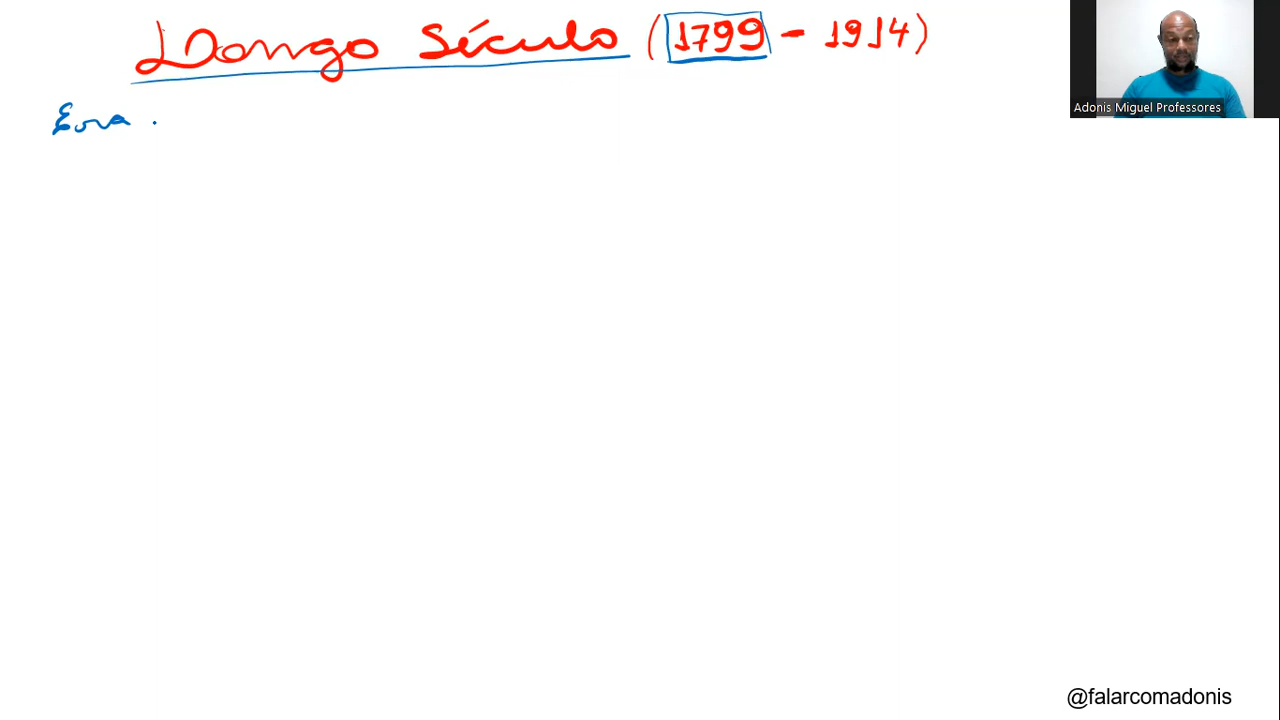 Longo Século (1799 - 1914)
Adonis Miguel Professores
Era .
@falarcomadonis